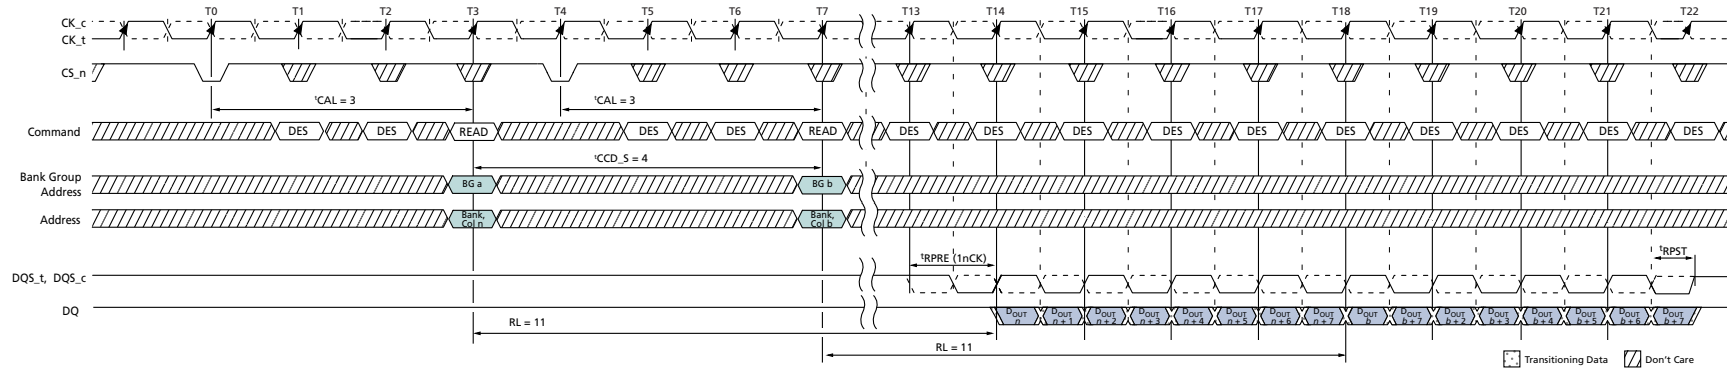 T0 T1 T2 T3 T4 T5 T6 T7 T13 T14 T15 T16 T17 T18 T19 T20 T21 T22
CK_c
CK_t
CS_n
tCAL = 3 tCAL = 3
Command DES DES READ DES DES READ DES DES DES DES DES DES DES DES DES DES
tCCD_S = 4
Bank Group
Address
BG a BG b
Address
Bank,
Col n
Bank,
Col b
tRPRE (1nCK) tRPST
DQS_t, DQS_c
DQ
DOUT DOUT DOUT DOUT DOUT DOUT DOUT DOUT DOUT DOUT DOUT DOUT DOUT DOUT DOUT DOUT
n n + 1 n + 2 n + 3 n + 4 n + 5 n + 6 n + 7 b b + 7 b + 2 b + 3 b + 4 b + 5 b + 6 b + 7
RL = 11
RL = 11
Transitioning Data Don't Care